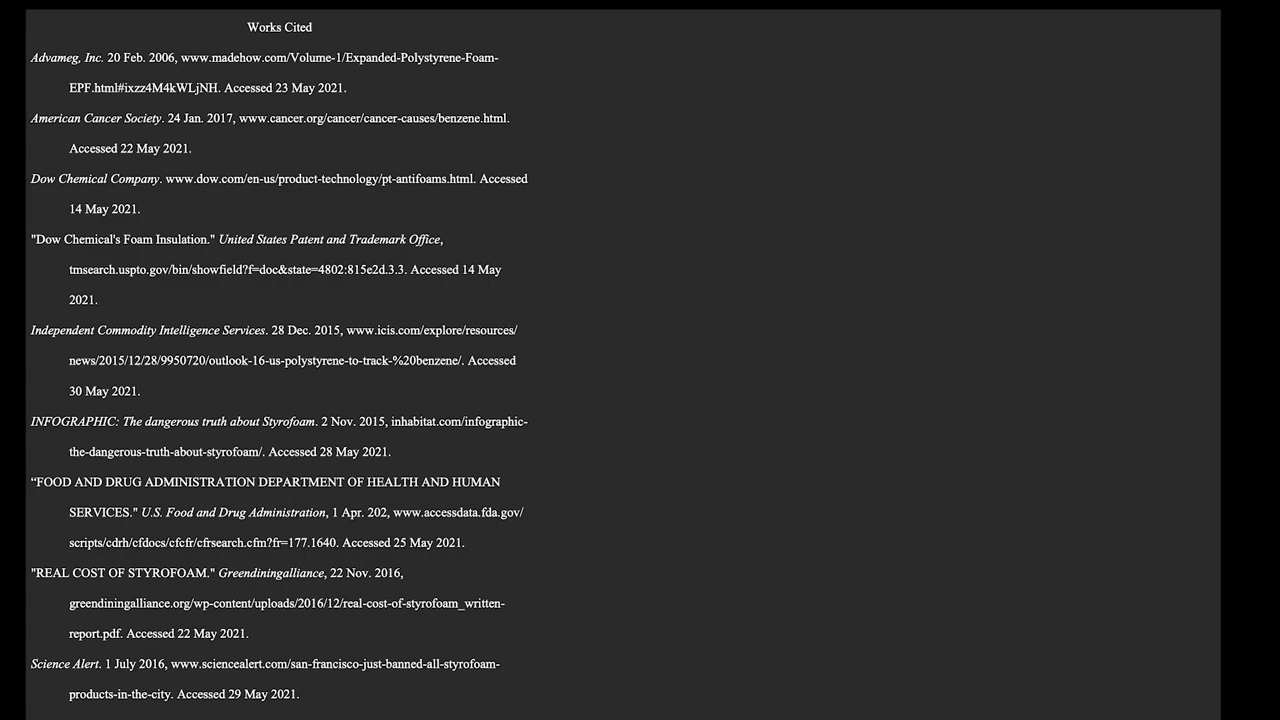 Works Cited
Advameg, Inc. 20 Feb. 2006, www.madehow.com/Volume-1/Expanded-Polystyrene-Foam-
EPF.html#ixzz4M4kWLjNH. Accessed 23 May 2021.
American Cancer Society. 24 Jan. 2017, www.cancer.org/cancer/cancer-causes/benzene.html.
Accessed 22 May 2021.
Dow Chemical Company. www.dow.com/en-us/product-technology/pt-antifoams.html. Accessed
14 May 2021.
"Dow Chemical's Foam Insulation." United States Patent and Trademark Office,
tmsearch.uspto.gov/bin/showfield?f=doc&state=4802:815e2d.3.3. Accessed 14 May
2021.
Independent Commodity Intelligence Services. 28 Dec. 2015, www.icis.com/explore/resources/
news/2015/12/28/9950720/outlook-16-us-polystyrene-to-track-%20benzene/. Accessed
30 May 2021.
INFOGRAPHIC: The dangerous truth about Styrofoam. 2 Nov. 2015, inhabitat.com/infographic-
the-dangerous-truth-about-styrofoam/. Accessed 28 May 2021.
“FOOD AND DRUG ADMINISTRATION DEPARTMENT OF HEALTH AND HUMAN
SERVICES." U.S. Food and Drug Administration, 1 Apr. 202, www.accessdata.fda.gov/
scripts/cdrh/cfdocs/cfcfr/cfrsearch.cfm?fr=177.1640. Accessed 25 May 2021.
"REAL COST OF STYROFOAM." Greendiningalliance, 22 Nov. 2016,
greendiningalliance.org/wp-content/uploads/2016/12/real-cost-of-styrofoam_written-
report.pdf. Accessed 22 May 2021.
Science Alert. 1 July 2016, www.sciencealert.com/san-francisco-just-banned-all-styrofoam-
products-in-the-city. Accessed 29 May 2021.